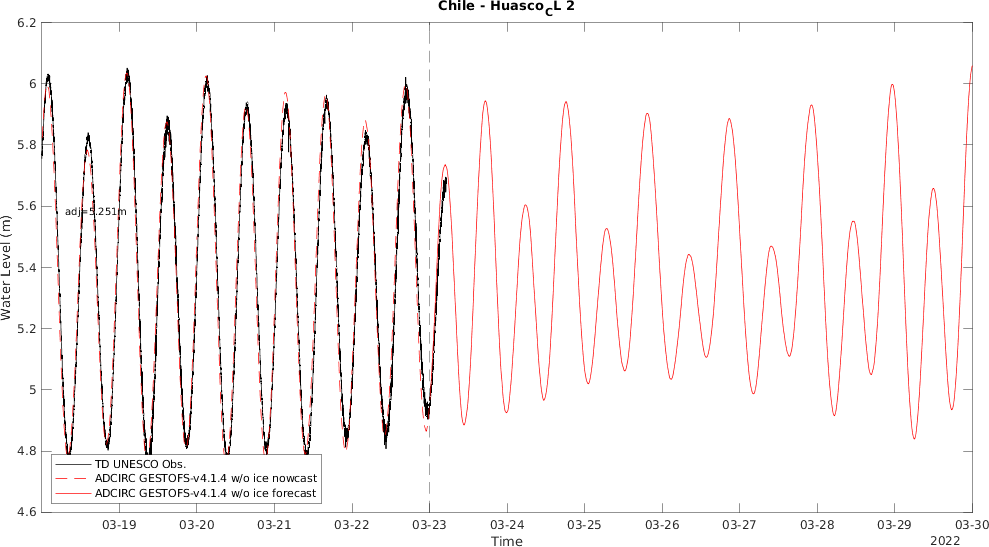 Chile - Huasco_CL 2
6.2
6
5.8
5.6
5.4
5.2
5
4.8
4.6
Water Level (m)
adj=5.251m
TD UNESCO Obs.
ADCIRC GESTOFS-v4.1.4 w/o ice nowcast
ADCIRC GESTOFS-v4.1.4 w/o ice forecast
03-19 03-20 03-21 03-22 03-23 03-24 03-25 03-26 03-27 03-28 03-29 03-30
Time
2022